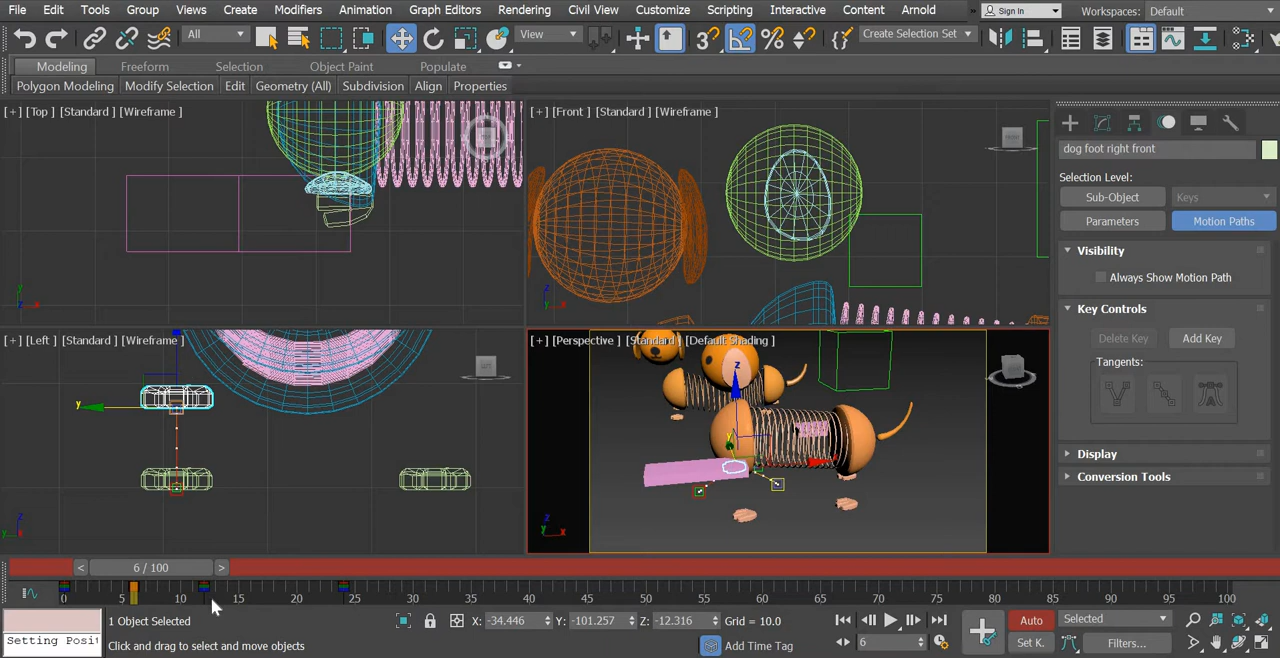 File Edit Tools Group Views Create Modifiers Animation Graph Editors Rendering Civil View Customize Scripting Interactive Content Arnold » Sign In Workspaces: Default
All View 3 Create Selection Set
Modeling Freeform Selection Object Paint Populate
Polygon Modeling Modify Selection Edit Geometry (All) Subdivision Align Properties
[+] [Top ] [Standard ] [Wireframe ] [+] [Front ] [Standard ] [Wireframe ]
dog foot right front
Selection Level:
Sub-Object Keys
Parameters Motion Paths
Visibility
Always Show Motion Path
Key Controls
Delete Key Add Key
Tangents:
[+] [Left ] [Standard ] [Wireframe ] [+] [Perspective ] [Standard ] [Default Shading ]
Display
Conversion Tools
< 6 / 100 >
0 5 10 15 20 25 30 35 40 45 50 55 60 65 70 75 80 85 90 95 100
1 Object Selected X: -34.446 Y: -101.257 Z: -12.316 Grid = 10.0 Auto Selected
Setting Posi Click and drag to select and move objects Add Time Tag 6 Set K. Filters...